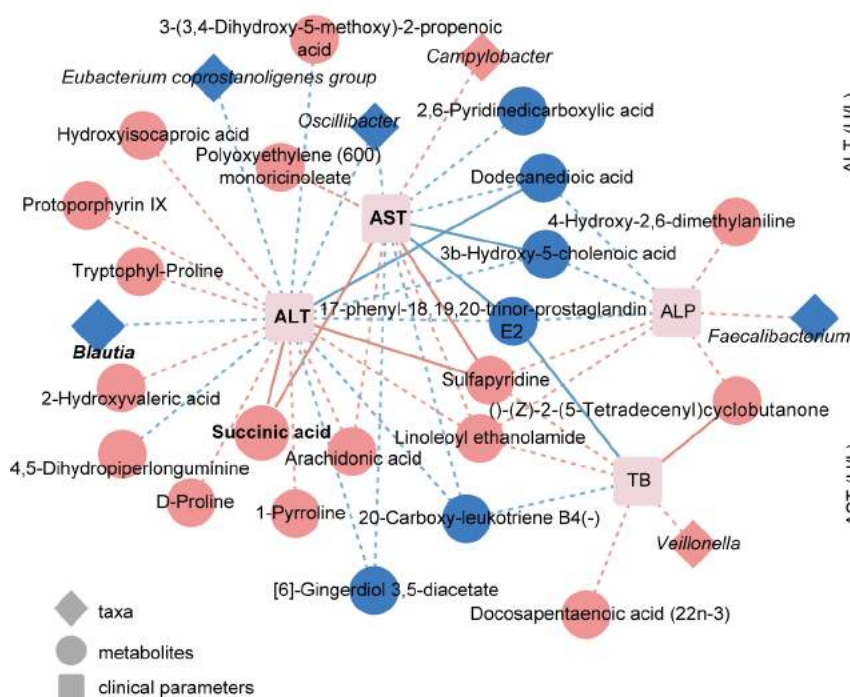 3-(3,4-Dihydroxy-5-methoxy)-2-propenoic
acid
Campylobacter
Eubacterium coprostanoligenes group
Oscillibacter
2,6-Pyridinedicarboxylic acid
Hydroxyisocaproic acid
Polyoxyethylene (600)
monoricinoleate
Dodecanedioic acid
Protoporphyrin IX
AST
4-Hydroxy-2,6-dimethylaniline
3b-Hydroxy-5-cholenoic acid
Tryptophyl-Proline
17-phenyl-18,19,20-trinor-prostaglandin
E2
ALT
ALP
Faecalibacterium
Blautia
Sulfapyridine
2-Hydroxyvaleric acid
()-(Z)-2-(5-Tetradecenyl)cyclobutanone
Succinic acid
Linoleoyl ethanolamide
Arachidonic acid
4,5-Dihydropiperlonguminine
TB
D-Proline
1-Pyrroline
20-Carboxy-leukotriene B4(-)
Veillonella
[6]-Gingerdiol 3,5-diacetate
Docosapentaenoic acid (22n-3)
taxa
metabolites
clinical parameters